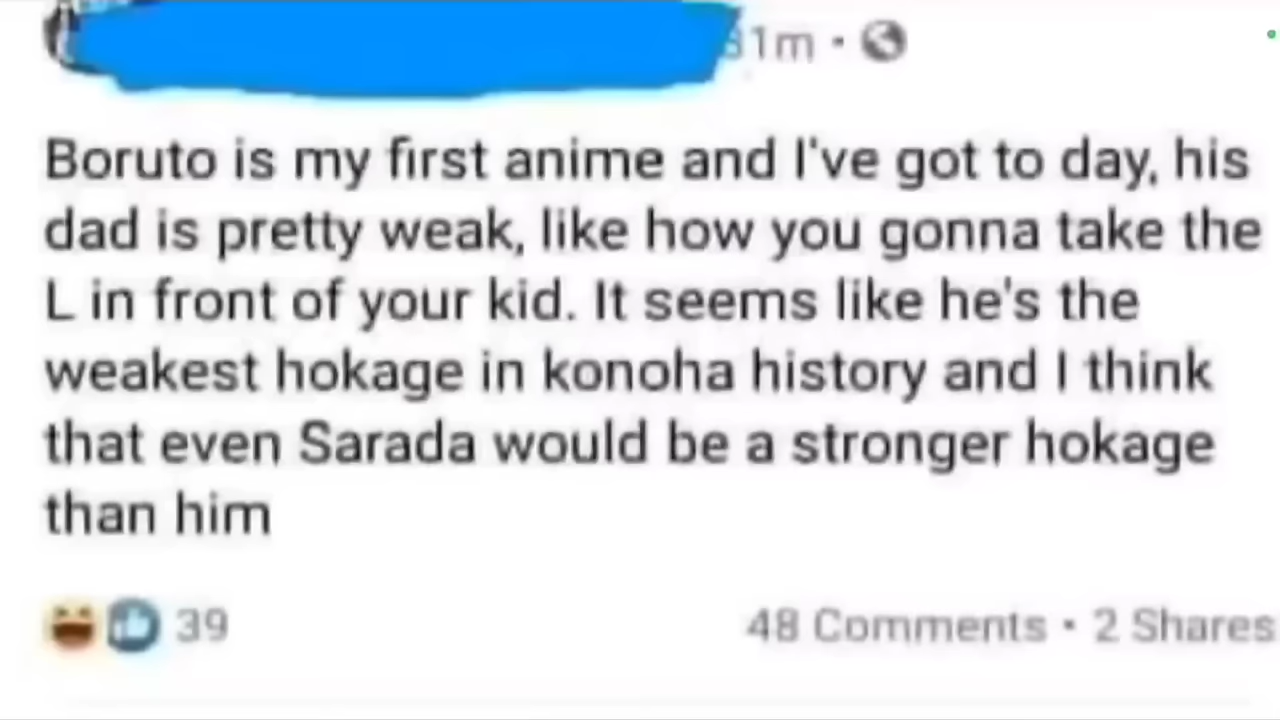 31m ·
Boruto is my first anime and I've got to day, his
dad is pretty weak, like how you gonna take the
L in front of your kid. It seems like he's the
weakest hokage in konoha history and I think
that even Sarada would be a stronger hokage
than him
39
48 Comments · 2 Shares